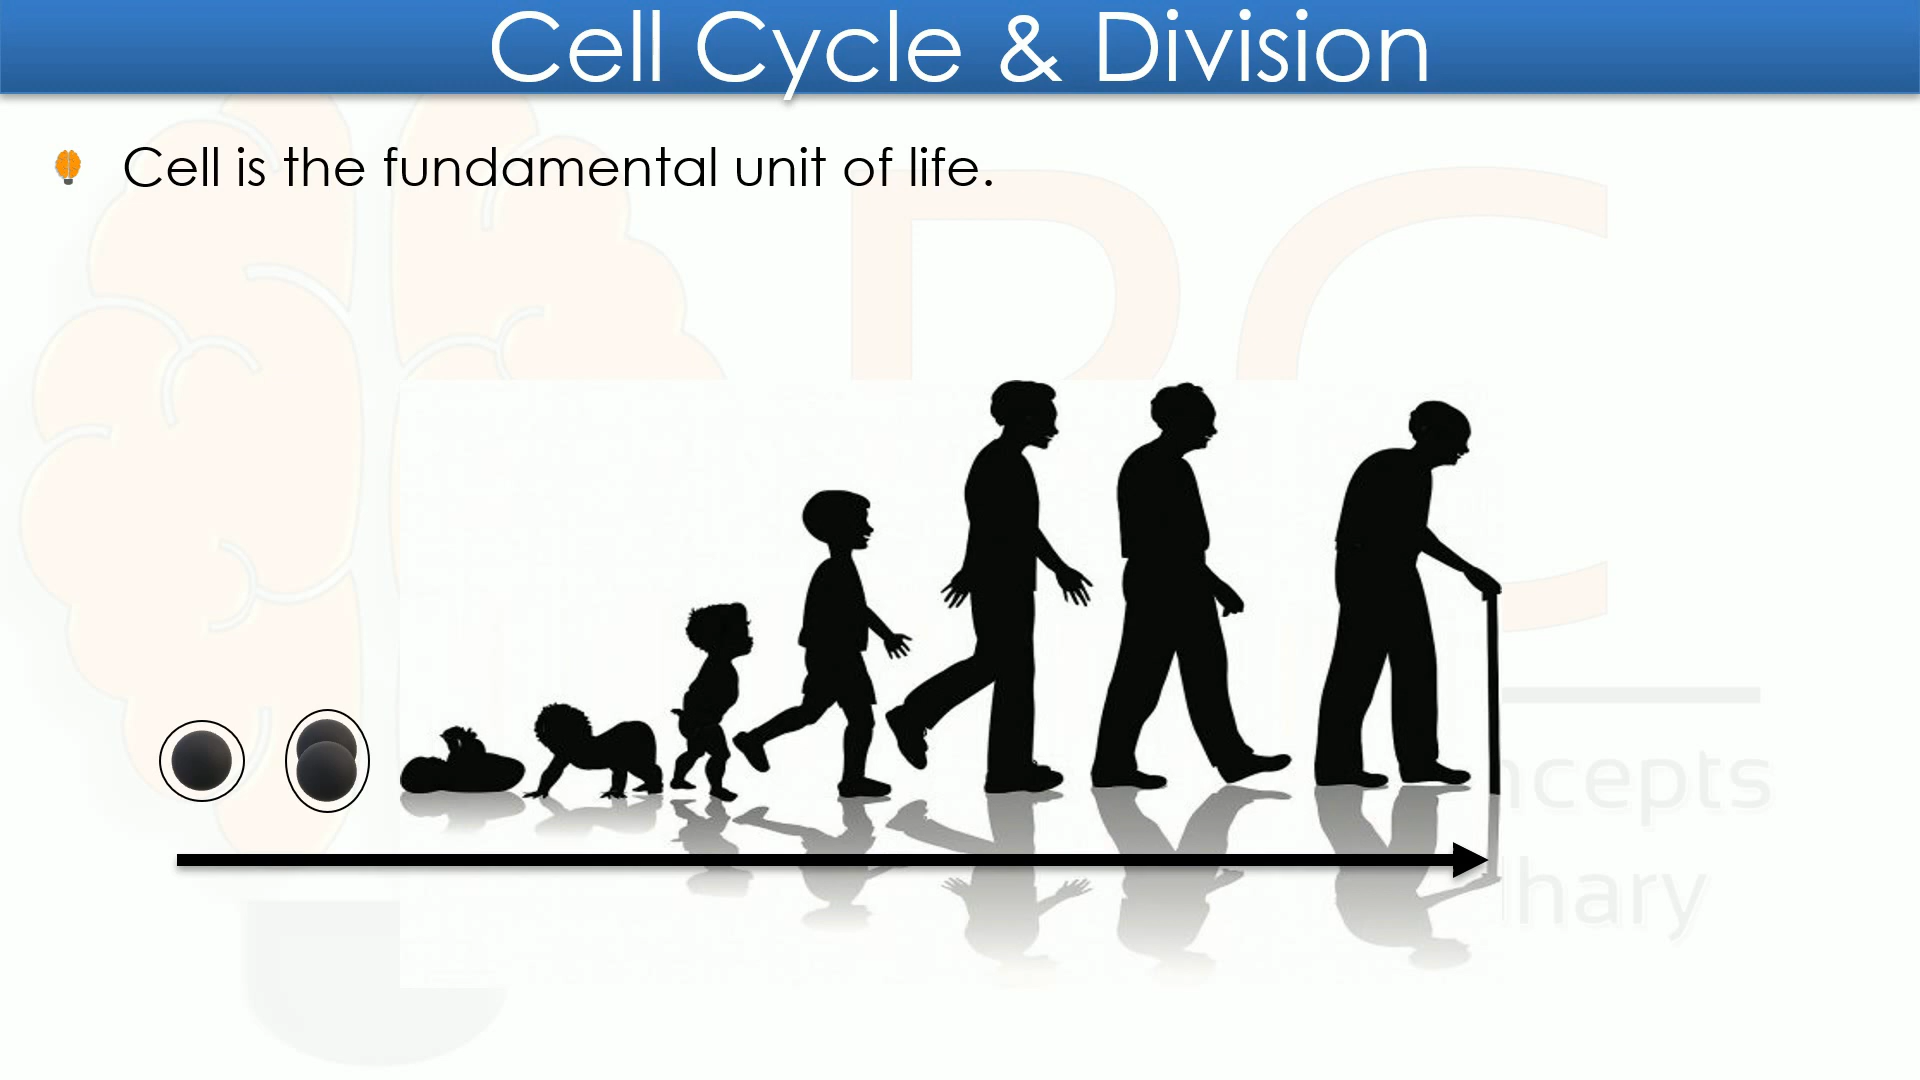 Cell Cycle & Division
Cell is the fundamental unit of life.